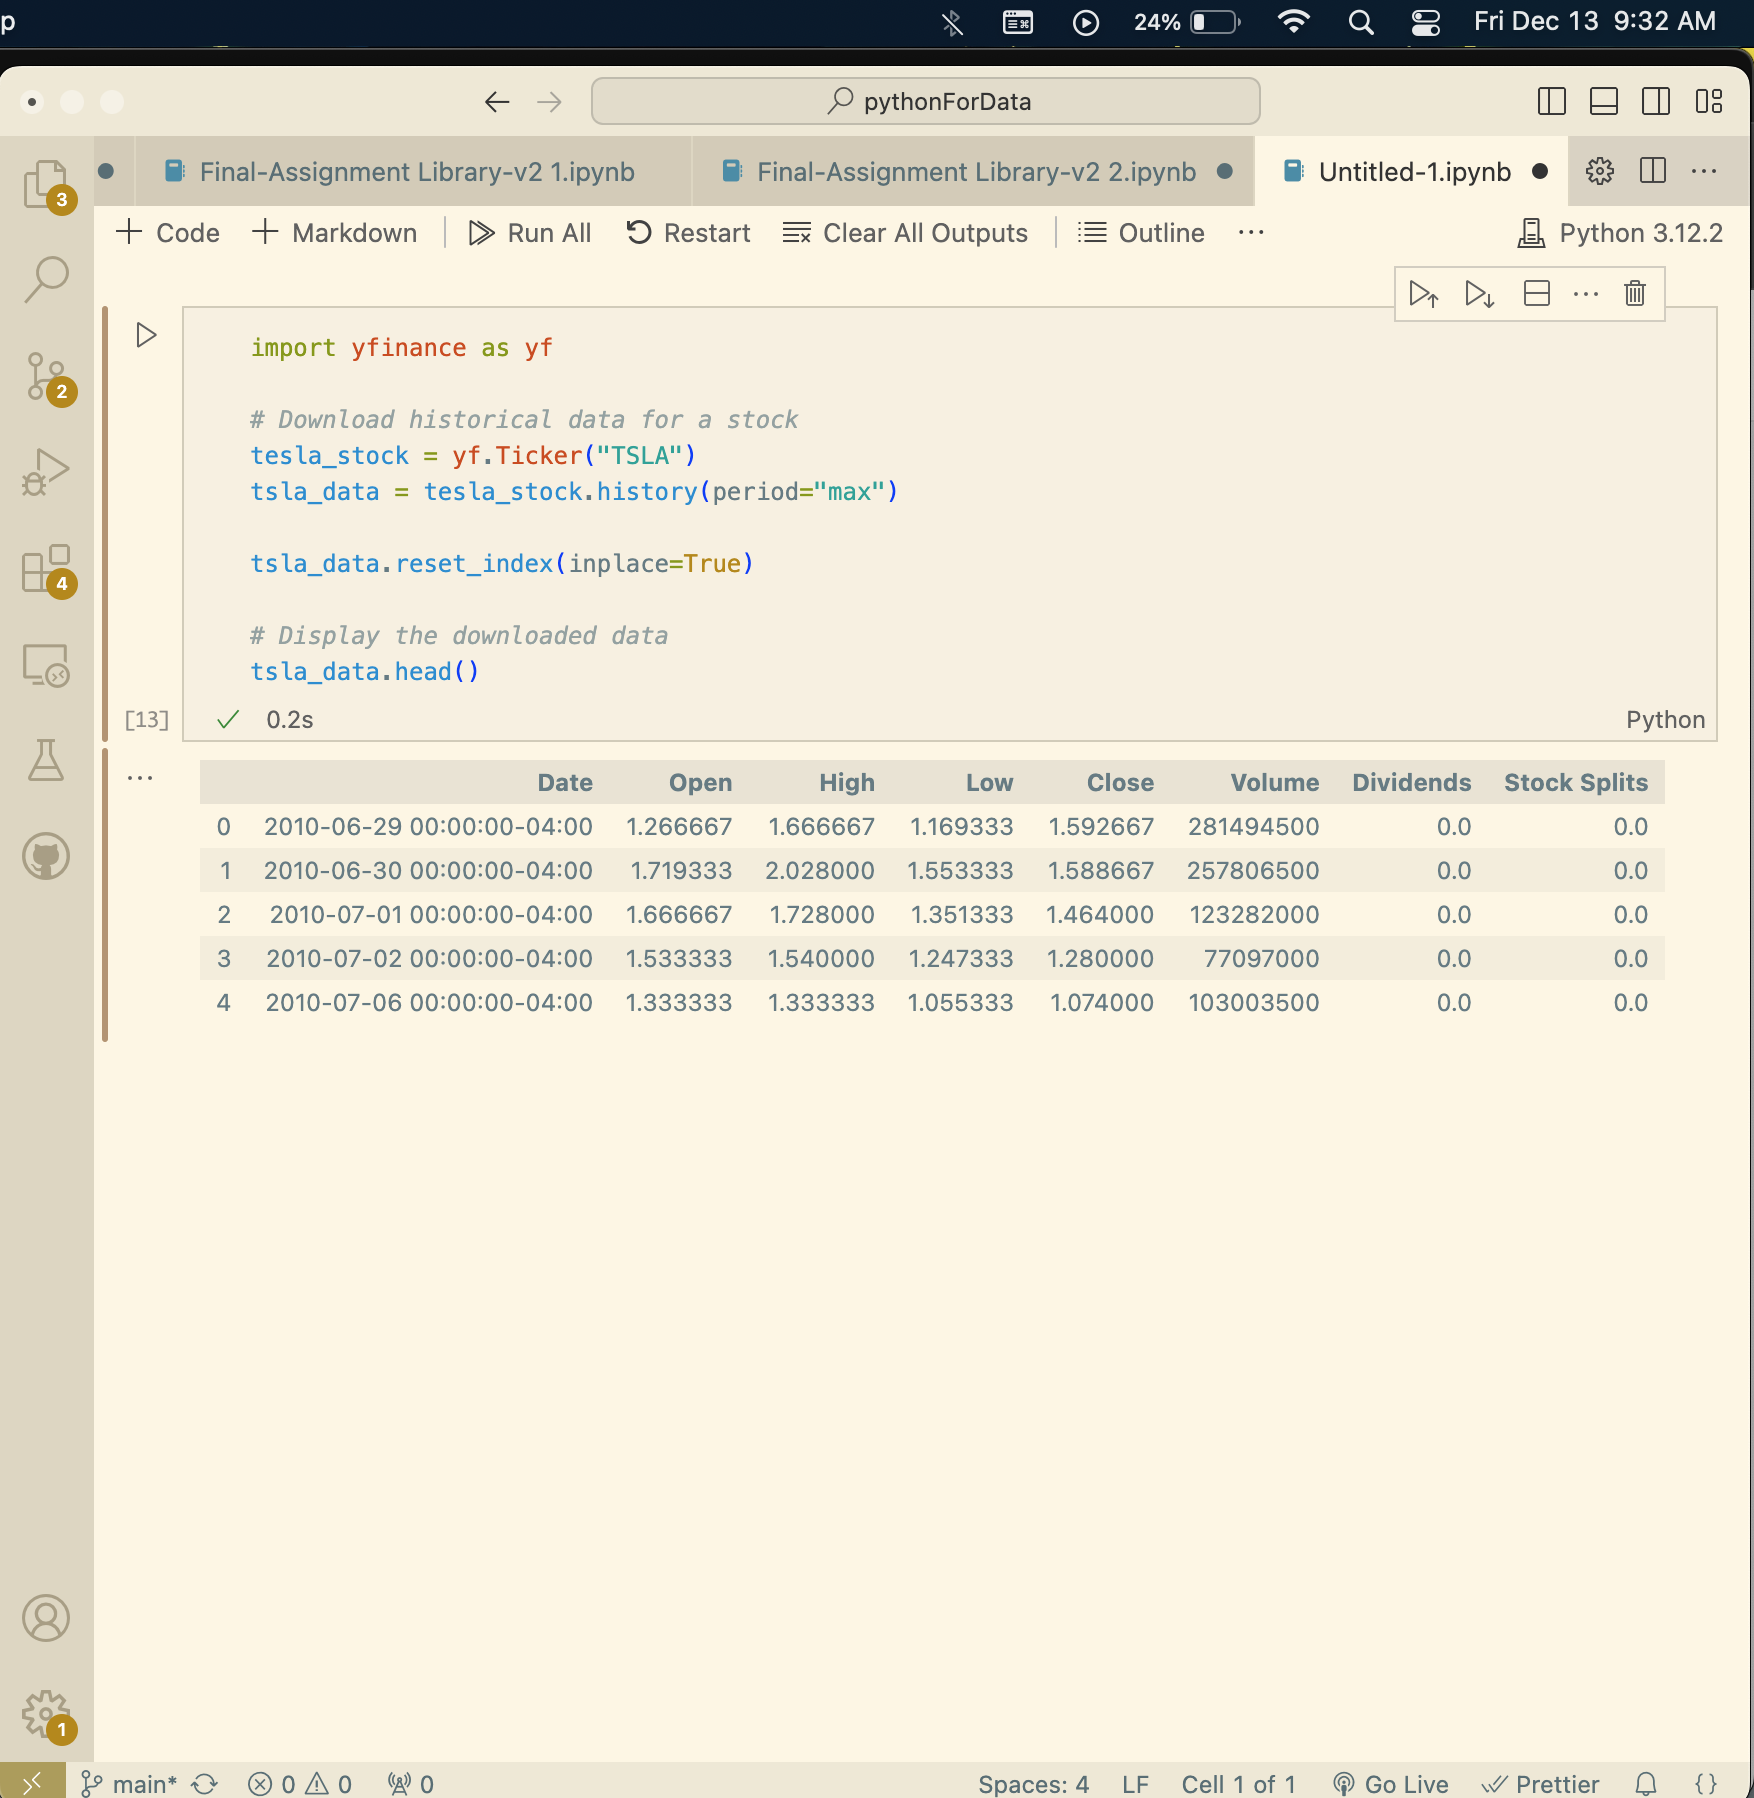 p 24% Fri Dec 13 9:32 AM
pythonForData
Final-Assignment Library-v2 1.ipynb Final-Assignment Library-v2 2.ipynb Untitled-1.ipynb
Code Markdown Run All Restart Clear All Outputs Outline ... Python 3.12.2
import yfinance as yf
# Download historical data for a stock
tesla_stock = yf.Ticker("TSLA")
tsla_data = tesla_stock.history(period="max")
tsla_data.reset_index(inplace=True)
# Display the downloaded data
tsla_data.head()
[13] 0.2s Python
Date Open High Low Close Volume Dividends Stock Splits
0 2010-06-29 00:00:00-04:00 1.266667 1.666667 1.169333 1.592667 281494500 0.0 0.0
1 2010-06-30 00:00:00-04:00 1.719333 2.028000 1.553333 1.588667 257806500 0.0 0.0
2 2010-07-01 00:00:00-04:00 1.666667 1.728000 1.351333 1.464000 123282000 0.0 0.0
3 2010-07-02 00:00:00-04:00 1.533333 1.540000 1.247333 1.280000 77097000 0.0 0.0
4 2010-07-06 00:00:00-04:00 1.333333 1.333333 1.055333 1.074000 103003500 0.0 0.0
3
2
4
1
main* 0 0 0 Spaces: 4 LF Cell 1 of 1 Go Live Prettier {}